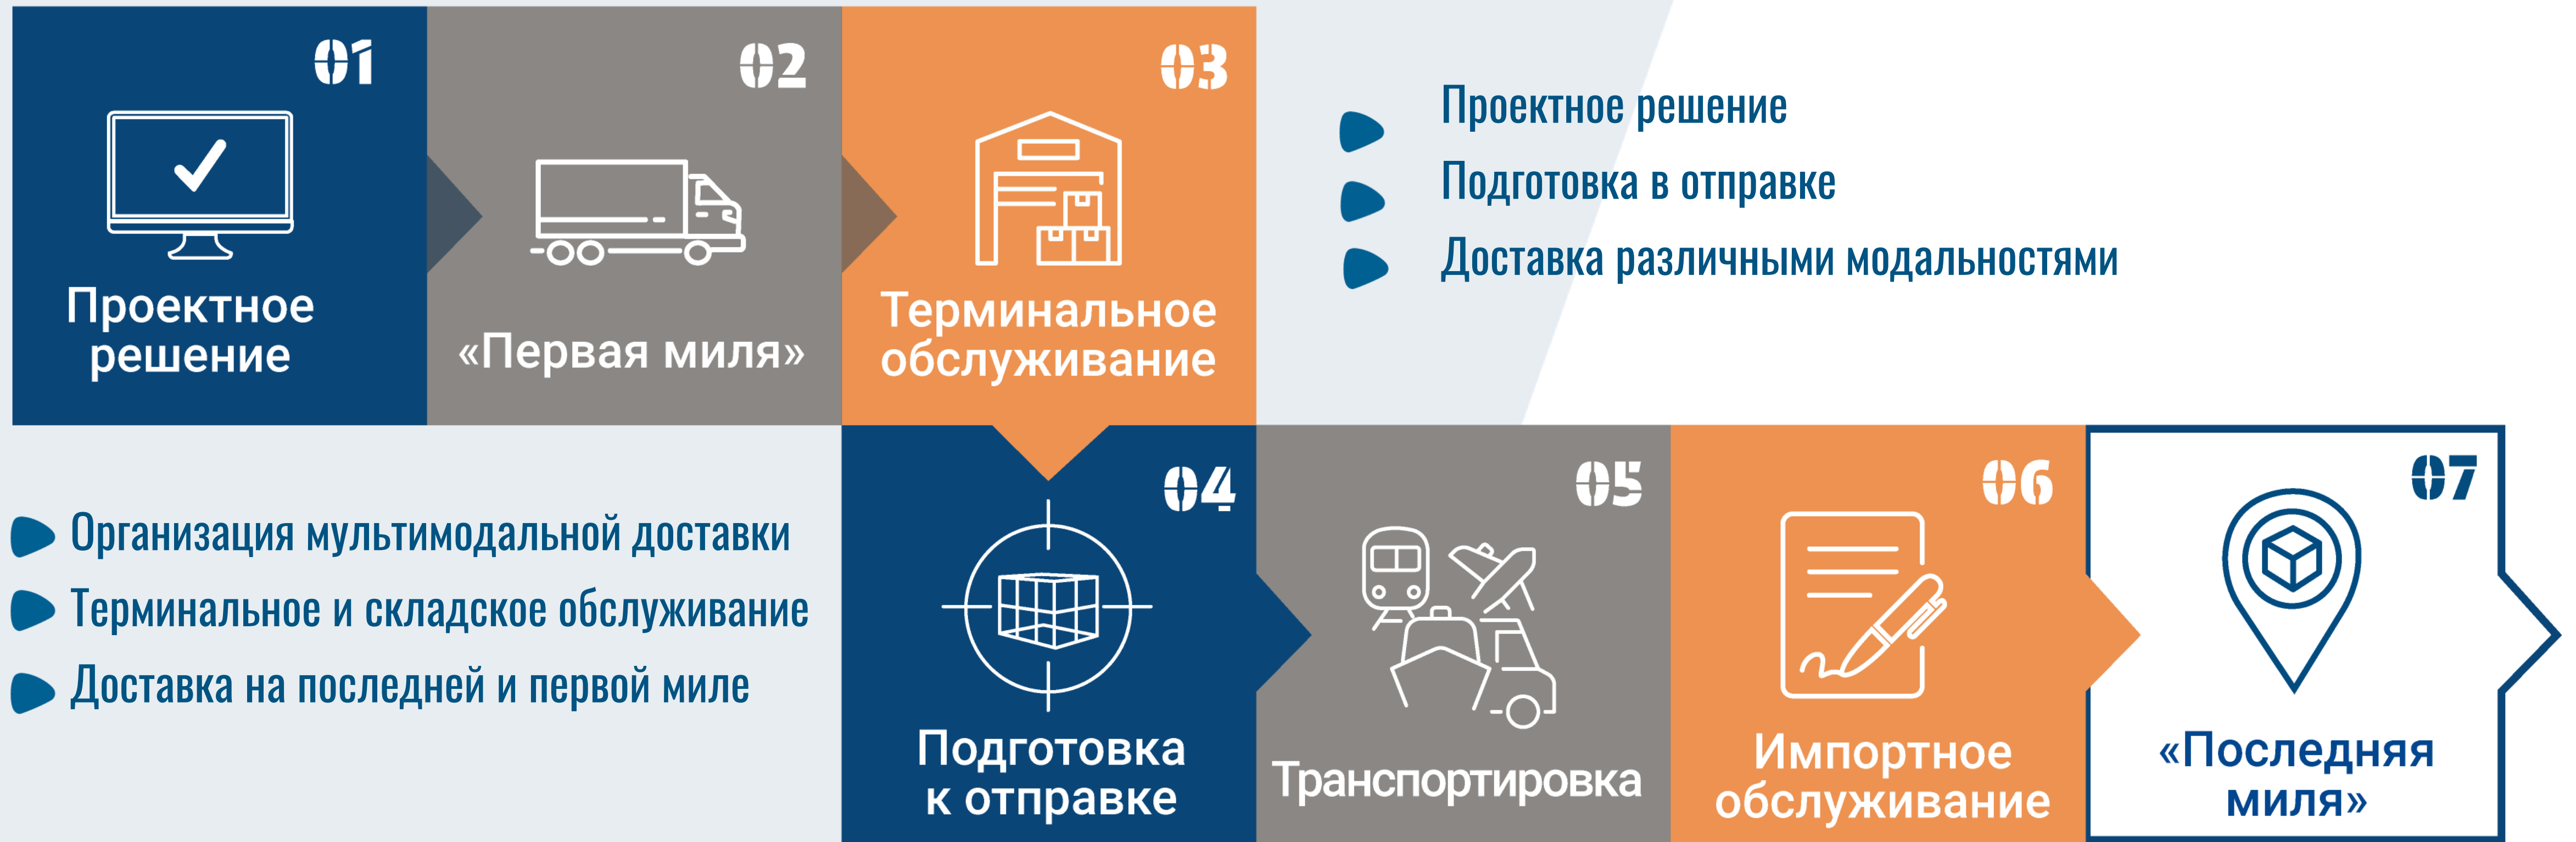 01
Проектное
решение
02
«Первая миля»
03
Терминальное
обслуживание
Проектное решение
Подготовка в отправке
Доставка различными модальностями
Организация мультимодальной доставки
Терминальное и складское обслуживание
Доставка на последней и первой миле
04
Подготовка
к отправке
05
Транспортировка
06
Импортное
обслуживание
07
«Последняя
миля»